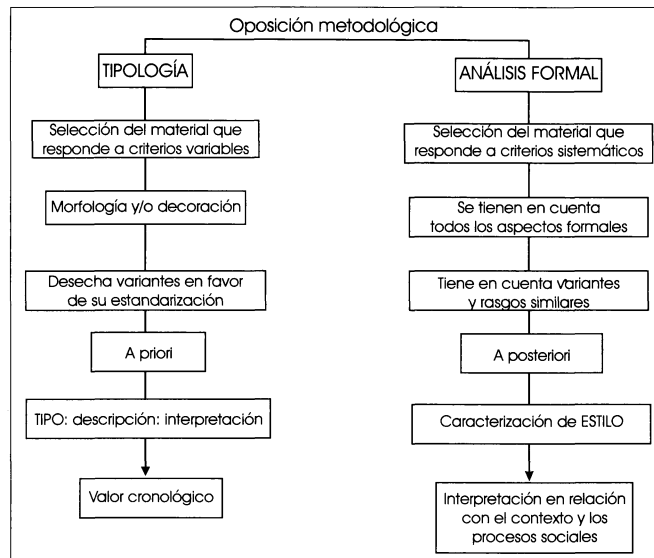 Oposición metodológica
TIPOLOGÍA
Selección del material que
responde a criterios variables
Morfología y/o decoración
Desecha variantes en favor
de su estandarización
A priori
TIPO: descripción: interpretación
Valor cronológico
ANÁLISIS FORMAL
Selección del material que
responde a criterios sistemáticos
Se tienen en cuenta
todos los aspectos formales
Tiene en cuenta variantes
y rasgos similares
A posteriori
Caracterización de ESTILO
Interpretación en relación
con el contexto y los
procesos sociales